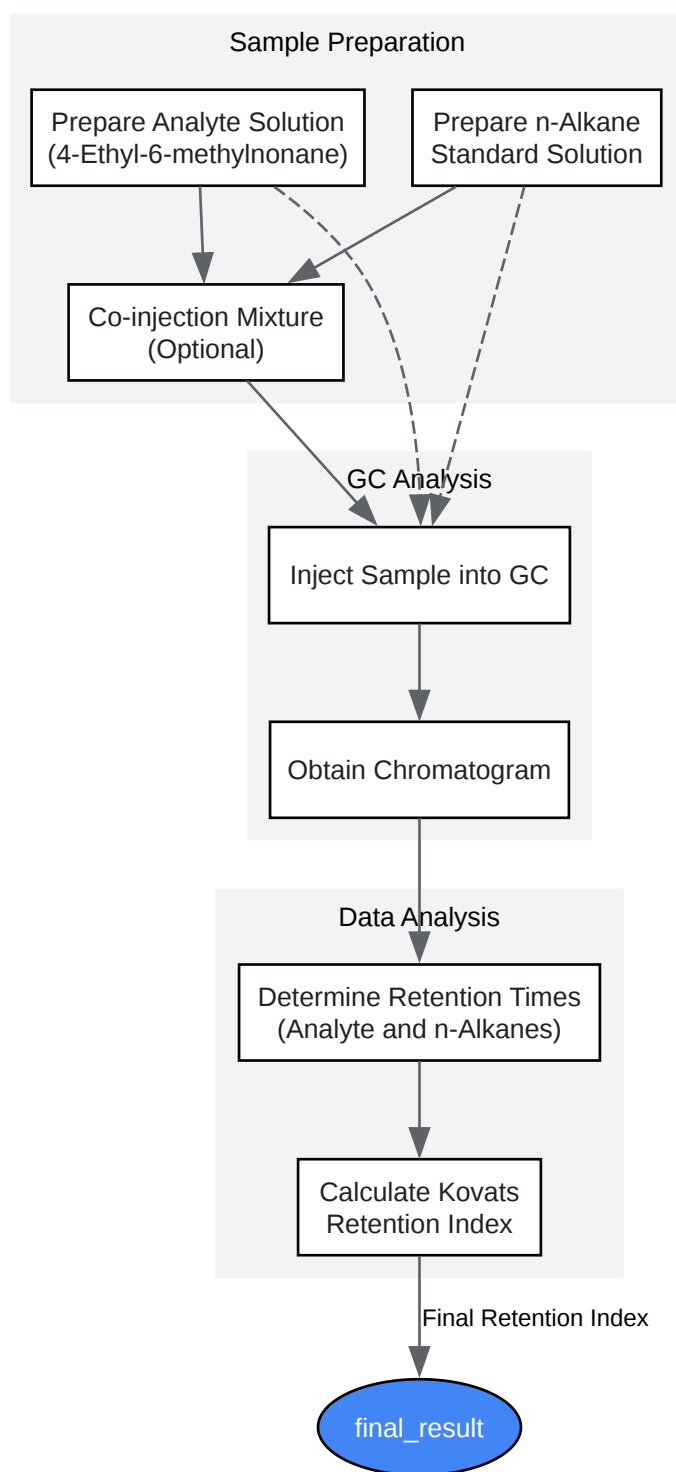 Sample Preparation
Prepare Analyte Solution
(4-Ethyl-6-methylnonane)
Prepare n-Alkane
Standard Solution
Co-injection Mixture
(Optional)
GC Analysis
Inject Sample into GC
Obtain Chromatogram
Data Analysis
Determine Retention Times
(Analyte and n-Alkanes)
Calculate Kovats
Retention Index
Final Retention Index
final_result